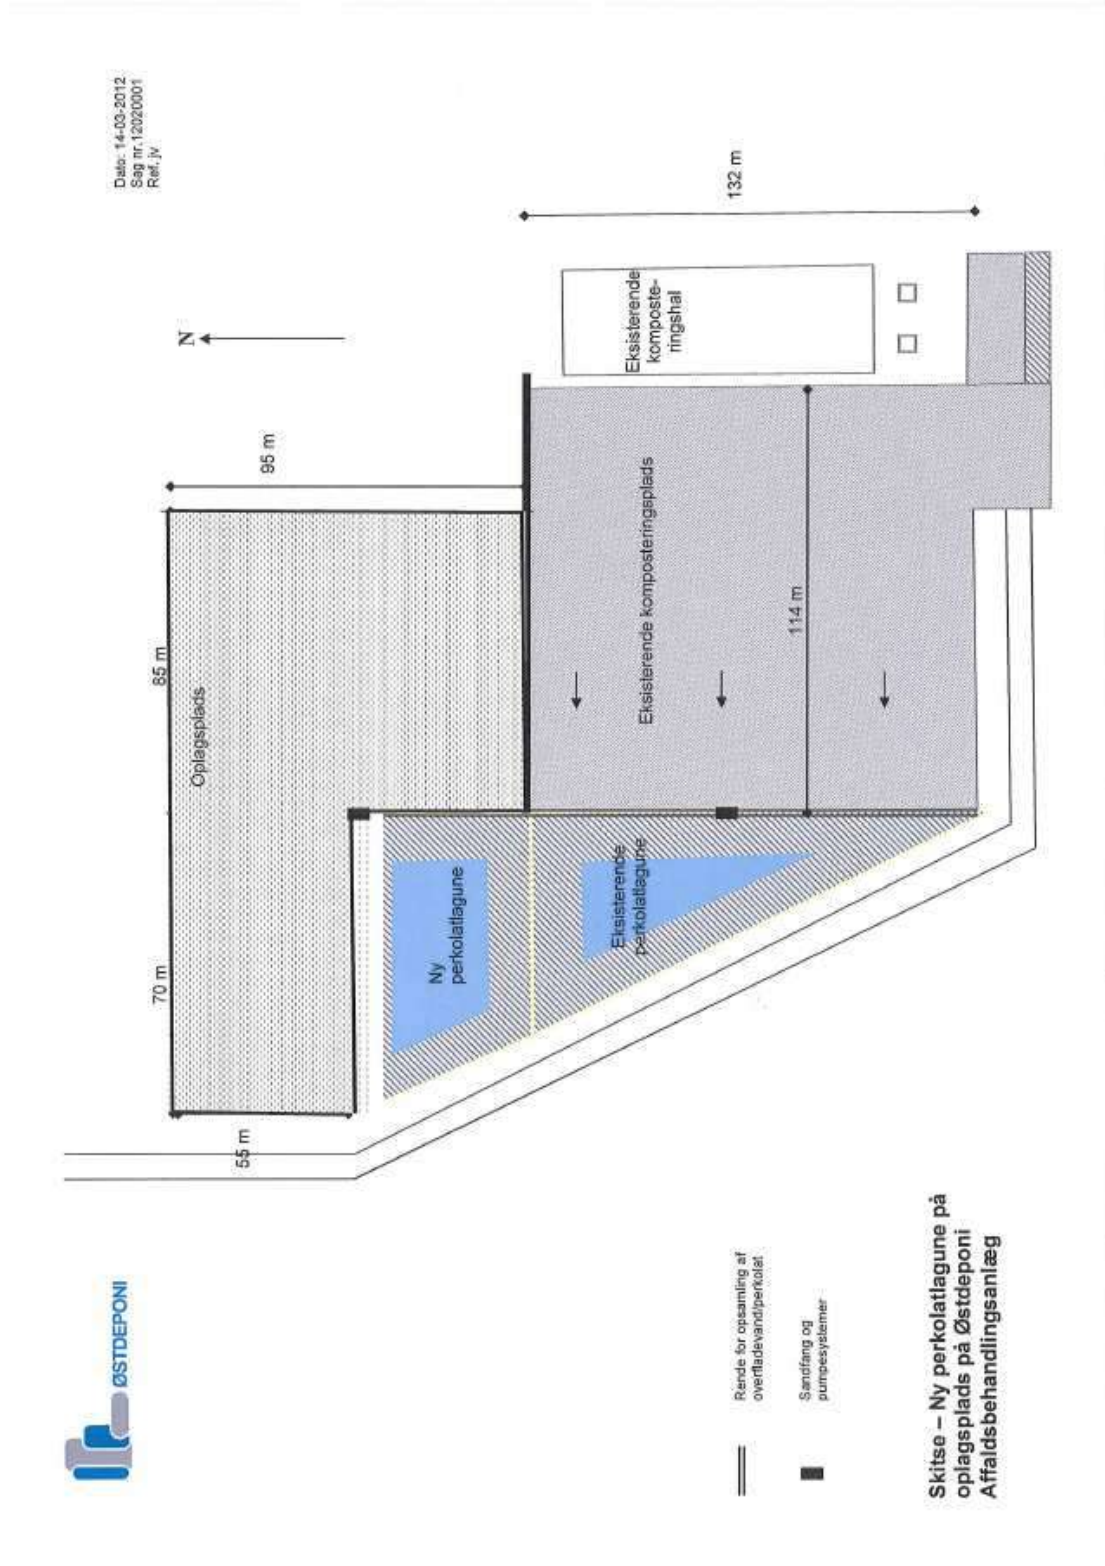 ØSTDEPONI
Dato: 14-03-2012
Sag nr.12020001
Ref. jv
N
70 m
85 m
55 m
95 m
Oplagsplads
Ny
perkolatlagune
Eksisterende
perkolatlagune
Eksisterende komposteringsplads
Eksisterende
komposte-
ringshal
114 m
132 m
Rende for opsamling af
overfladevand/perkolat
Sandfang og
pumpesystemer
Skitse – Ny perkolatlagune på
oplagsplads på Østdeponi
Affaldsbehandlingsanlæg